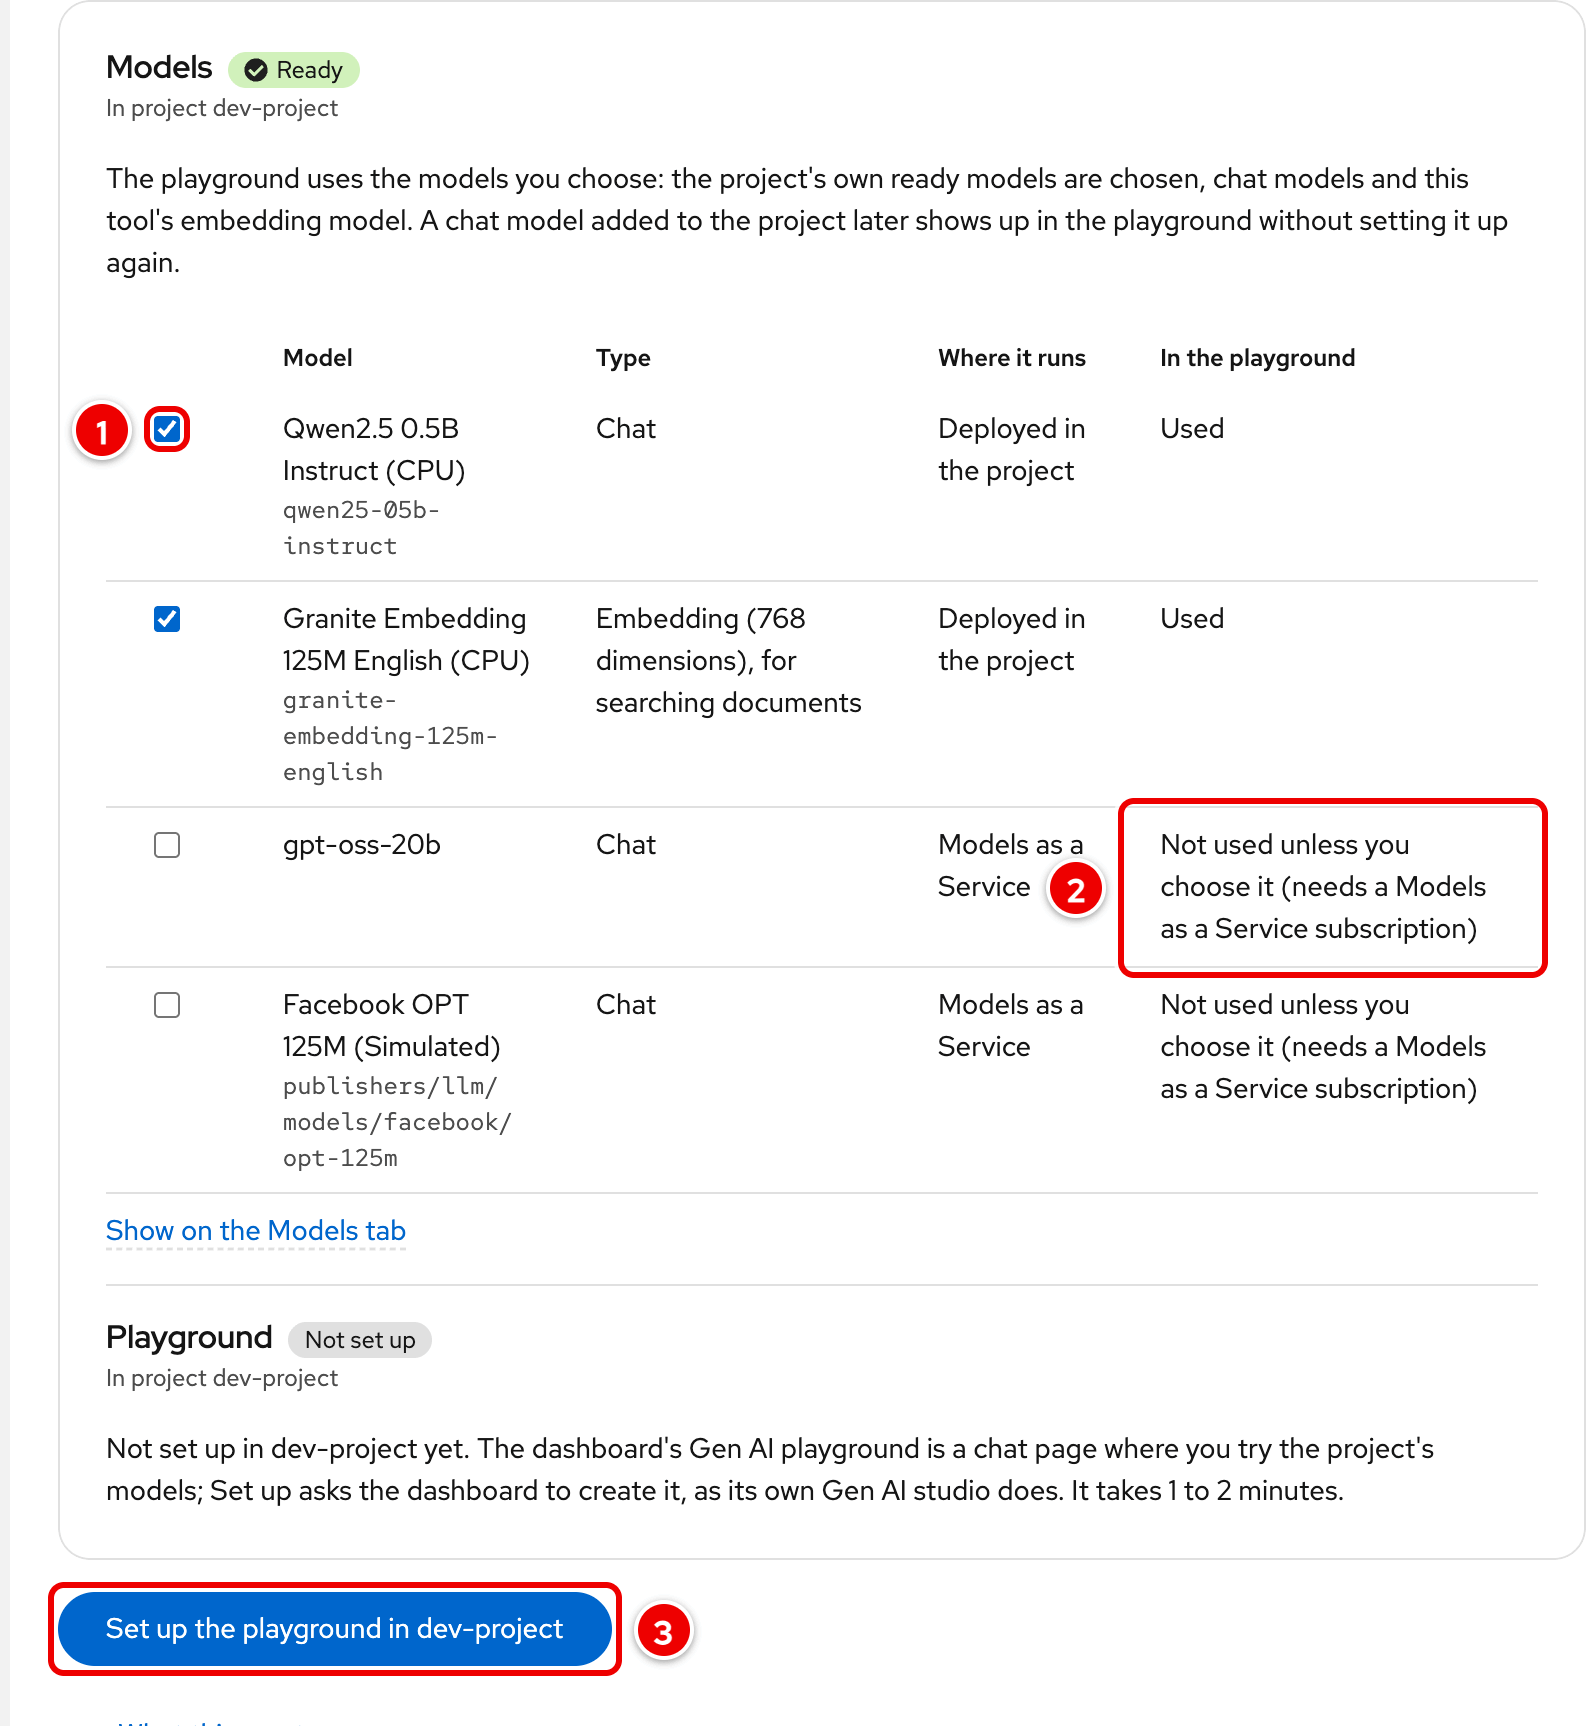 Models
Ready
In project dev-project
The playground uses the models you choose: the project's own ready models are chosen, chat models and this
tool's embedding model. A chat model added to the project later shows up in the playground without setting it up
again.
Model Type Where it runs In the playground
1
Qwen2.5 0.5B
Instruct (CPU)
qwen25-05b-
instruct
Chat
Deployed in
the project
Used
Granite Embedding
125M English (CPU)
granite-
embedding-125m-
english
Embedding (768
dimensions), for
searching documents
Deployed in
the project
Used
gpt-oss-20b
Chat
Models as a
Service
2
Not used unless you
choose it (needs a Models
as a Service subscription)
Facebook OPT
125M (Simulated)
publishers/llm/
models/facebook/
opt-125m
Chat
Models as a
Service
Not used unless you
choose it (needs a Models
as a Service subscription)
Show on the Models tab
Playground
Not set up
In project dev-project
Not set up in dev-project yet. The dashboard's Gen AI playground is a chat page where you try the project's
models; Set up asks the dashboard to create it, as its own Gen AI studio does. It takes 1 to 2 minutes.
Set up the playground in dev-project
3